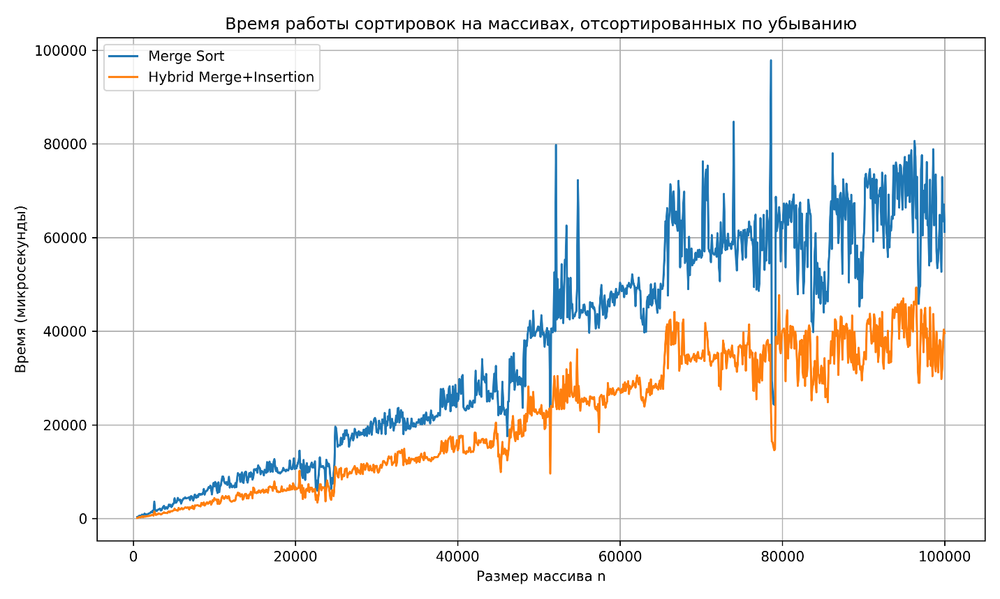 Время работы сортировок на массивах, отсортированных по убыванию
Merge Sort
Hybrid Merge+Insertion
Время (микросекунды)
100000
80000
60000
40000
20000
0
0 20000 40000 60000 80000 100000
Размер массива n